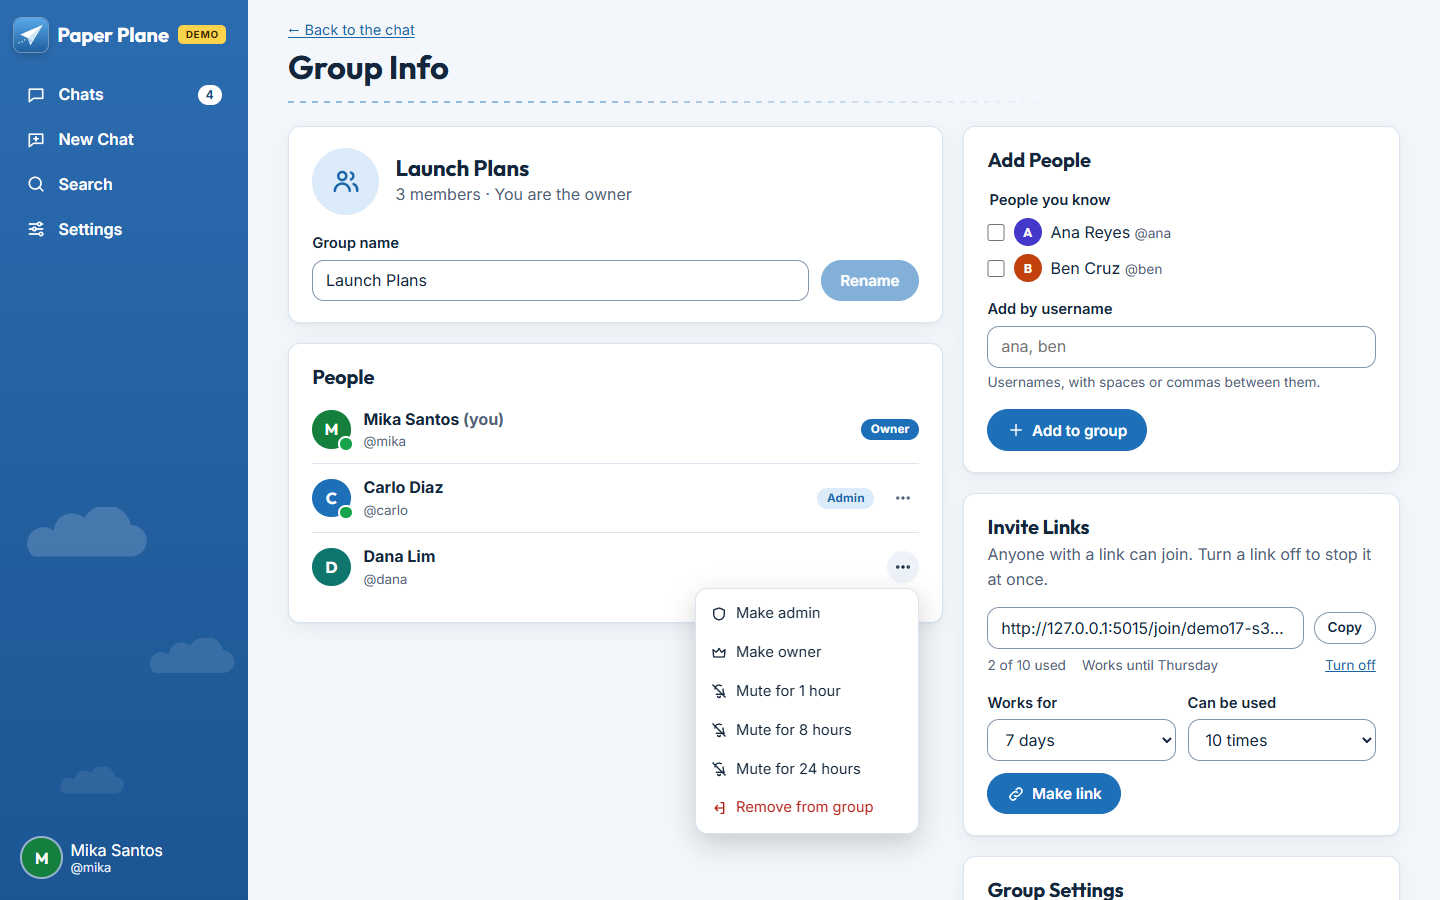 Paper Plane DEMO
Chats 4
New Chat
Search
Settings
M Mika Santos
@mika
← Back to the chat
Group Info
Launch Plans
3 members · You are the owner
Group name
Launch Plans Rename
People
M Mika Santos (you)
@mika
Owner
C Carlo Diaz
@carlo
Admin
D Dana Lim
@dana
Make admin
Make owner
Mute for 1 hour
Mute for 8 hours
Mute for 24 hours
Remove from group
Add People
People you know
A Ana Reyes @ana
B Ben Cruz @ben
Add by username
ana, ben
Usernames, with spaces or commas between them.
+ Add to group
Invite Links
Anyone with a link can join. Turn a link off to stop it
at once.
http://127.0.0.1:5015/join/demo17-s3... Copy
2 of 10 used Works until Thursday Turn off
Works for Can be used
7 days 10 times
Make link
Group Settings